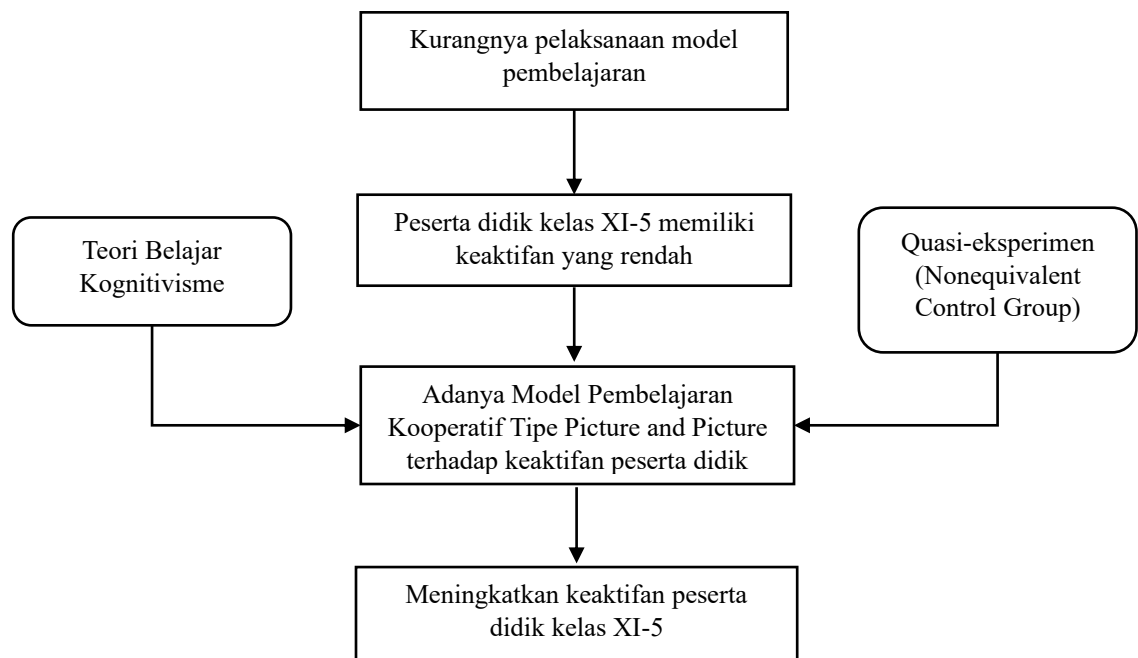 Kurangnya pelaksanaan model
pembelajaran
Peserta didik kelas XI-5 memiliki
keaktifan yang rendah
Teori Belajar
Kognitivisme
Quasi-eksperimen
(Nonequivalent
Control Group)
Adanya Model Pembelajaran
Kooperatif Tipe Picture and Picture
terhadap keaktifan peserta didik
Meningkatkan keaktifan peserta
didik kelas XI-5